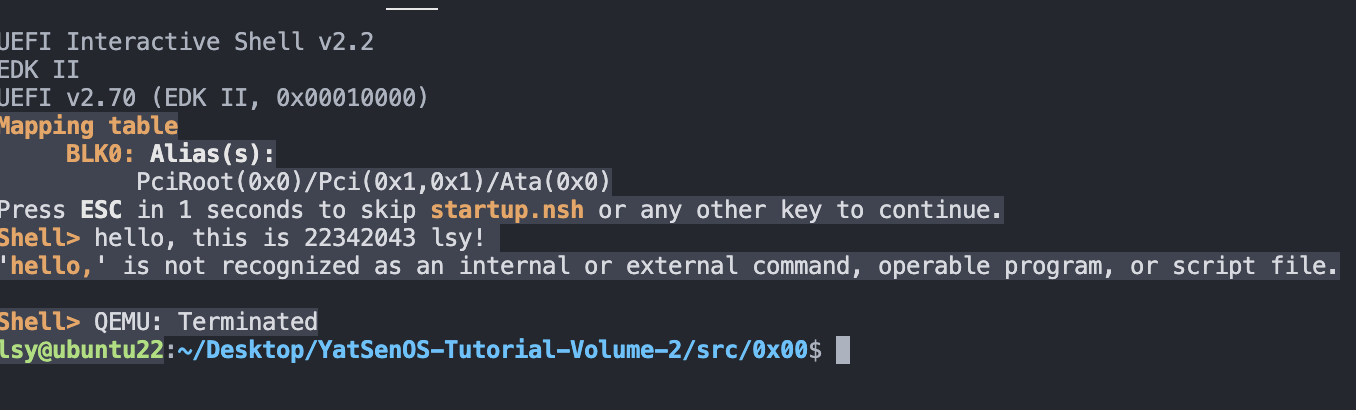 UEFI Interactive Shell v2.2
EDK II
UEFI v2.70 (EDK II, 0x00010000)
Mapping table
BLK0: Alias(s):
PciRoot(0x0)/Pci(0x1,0x1)/Ata(0x0)
Press ESC in 1 seconds to skip startup.nsh or any other key to continue.
Shell> hello, this is 22342043 lsy!
'hello,' is not recognized as an internal or external command, operable program, or script file.
Shell> QEMU: Terminated
lsy@ubuntu22:~/Desktop/YatSenOS-Tutorial-Volume-2/src/0x00$